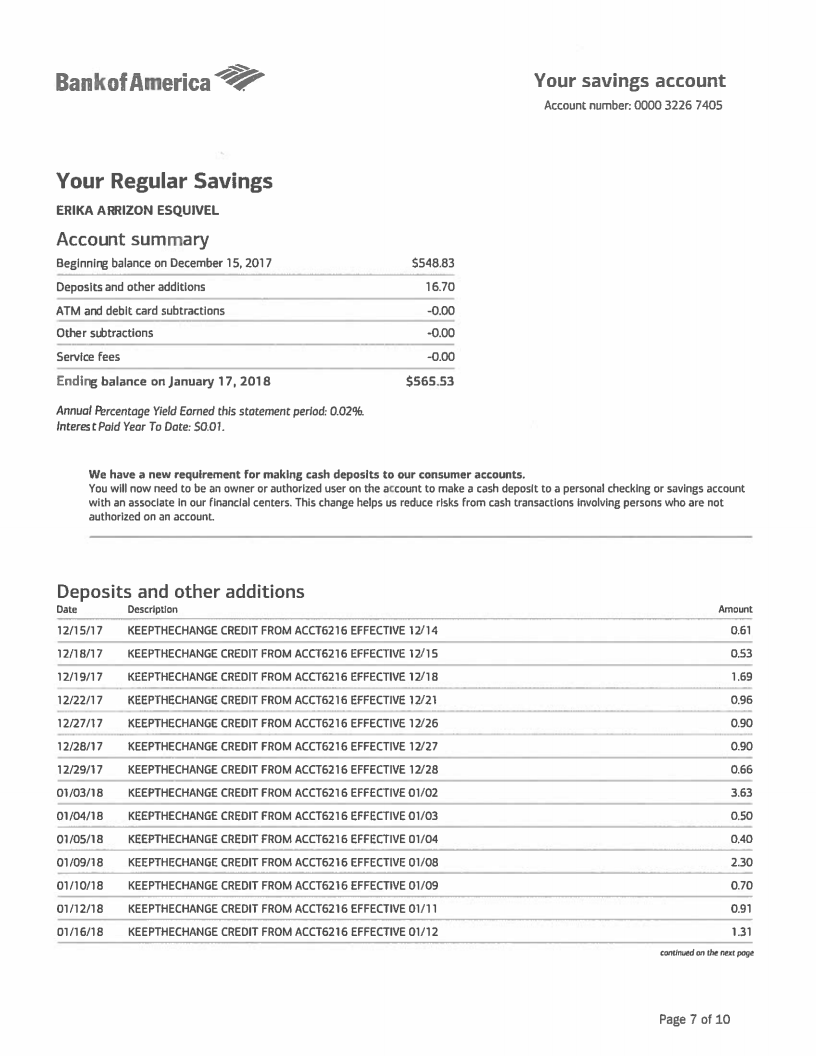 Bank of America
Your savings account
Account number: 0000 3226 7405
Your Regular Savings
ERIKA ARRIZON ESQUIVEL
Account summary
Beginning balance on December 15, 2017 $548.83
Deposits and other additions 16.70
ATM and debit card subtractions -0.00
Other subtractions -0.00
Service fees -0.00
Ending balance on January 17, 2018 $565.53
Annual Percentage Yield Earned this statement period: 0.02%.
Interest Paid Year To Date: $0.01.
We have a new requirement for making cash deposits to our consumer accounts.
You will now need to be an owner or authorized user on the account to make a cash deposit to a personal checking or savings account
with an associate in our financial centers. This change helps us reduce risks from cash transactions involving persons who are not
authorized on an account.
Deposits and other additions
Date Description Amount
12/15/17 KEEPTHECHANGE CREDIT FROM ACCT6216 EFFECTIVE 12/14 0.61
12/18/17 KEEPTHECHANGE CREDIT FROM ACCT6216 EFFECTIVE 12/15 0.53
12/19/17 KEEPTHECHANGE CREDIT FROM ACCT6216 EFFECTIVE 12/18 1.69
12/22/17 KEEPTHECHANGE CREDIT FROM ACCT6216 EFFECTIVE 12/21 0.96
12/27/17 KEEPTHECHANGE CREDIT FROM ACCT6216 EFFECTIVE 12/26 0.90
12/28/17 KEEPTHECHANGE CREDIT FROM ACCT6216 EFFECTIVE 12/27 0.90
12/29/17 KEEPTHECHANGE CREDIT FROM ACCT6216 EFFECTIVE 12/28 0.66
01/03/18 KEEPTHECHANGE CREDIT FROM ACCT6216 EFFECTIVE 01/02 3.63
01/04/18 KEEPTHECHANGE CREDIT FROM ACCT6216 EFFECTIVE 01/03 0.50
01/05/18 KEEPTHECHANGE CREDIT FROM ACCT6216 EFFECTIVE 01/04 0.40
01/09/18 KEEPTHECHANGE CREDIT FROM ACCT6216 EFFECTIVE 01/08 2.30
01/10/18 KEEPTHECHANGE CREDIT FROM ACCT6216 EFFECTIVE 01/09 0.70
01/12/18 KEEPTHECHANGE CREDIT FROM ACCT6216 EFFECTIVE 01/11 0.91
01/16/18 KEEPTHECHANGE CREDIT FROM ACCT6216 EFFECTIVE 01/12 1.31
continued on the next page
Page 7 of 10